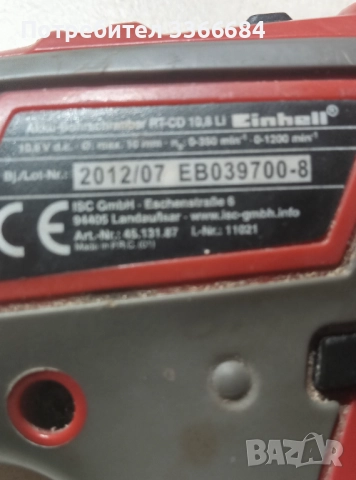 Потребител 3366684
Akku-Bohrschrauber RT-CD 10,8 Li Einhell
10,8 V d.c. Ø: max. 10 mm · n₀: 0-350 min⁻¹ · 0-1200 min⁻¹
Bj./Lot-Nr.: 2012/07 EB039700-8
CE
ISC GmbH · Eschenstraße 6
94405 Landau/Isar · www.isc-gmbh.info
Art.-Nr.: 45.131.87 I.-Nr.: 11021
Made in P.R.C. (01)
BAZAR